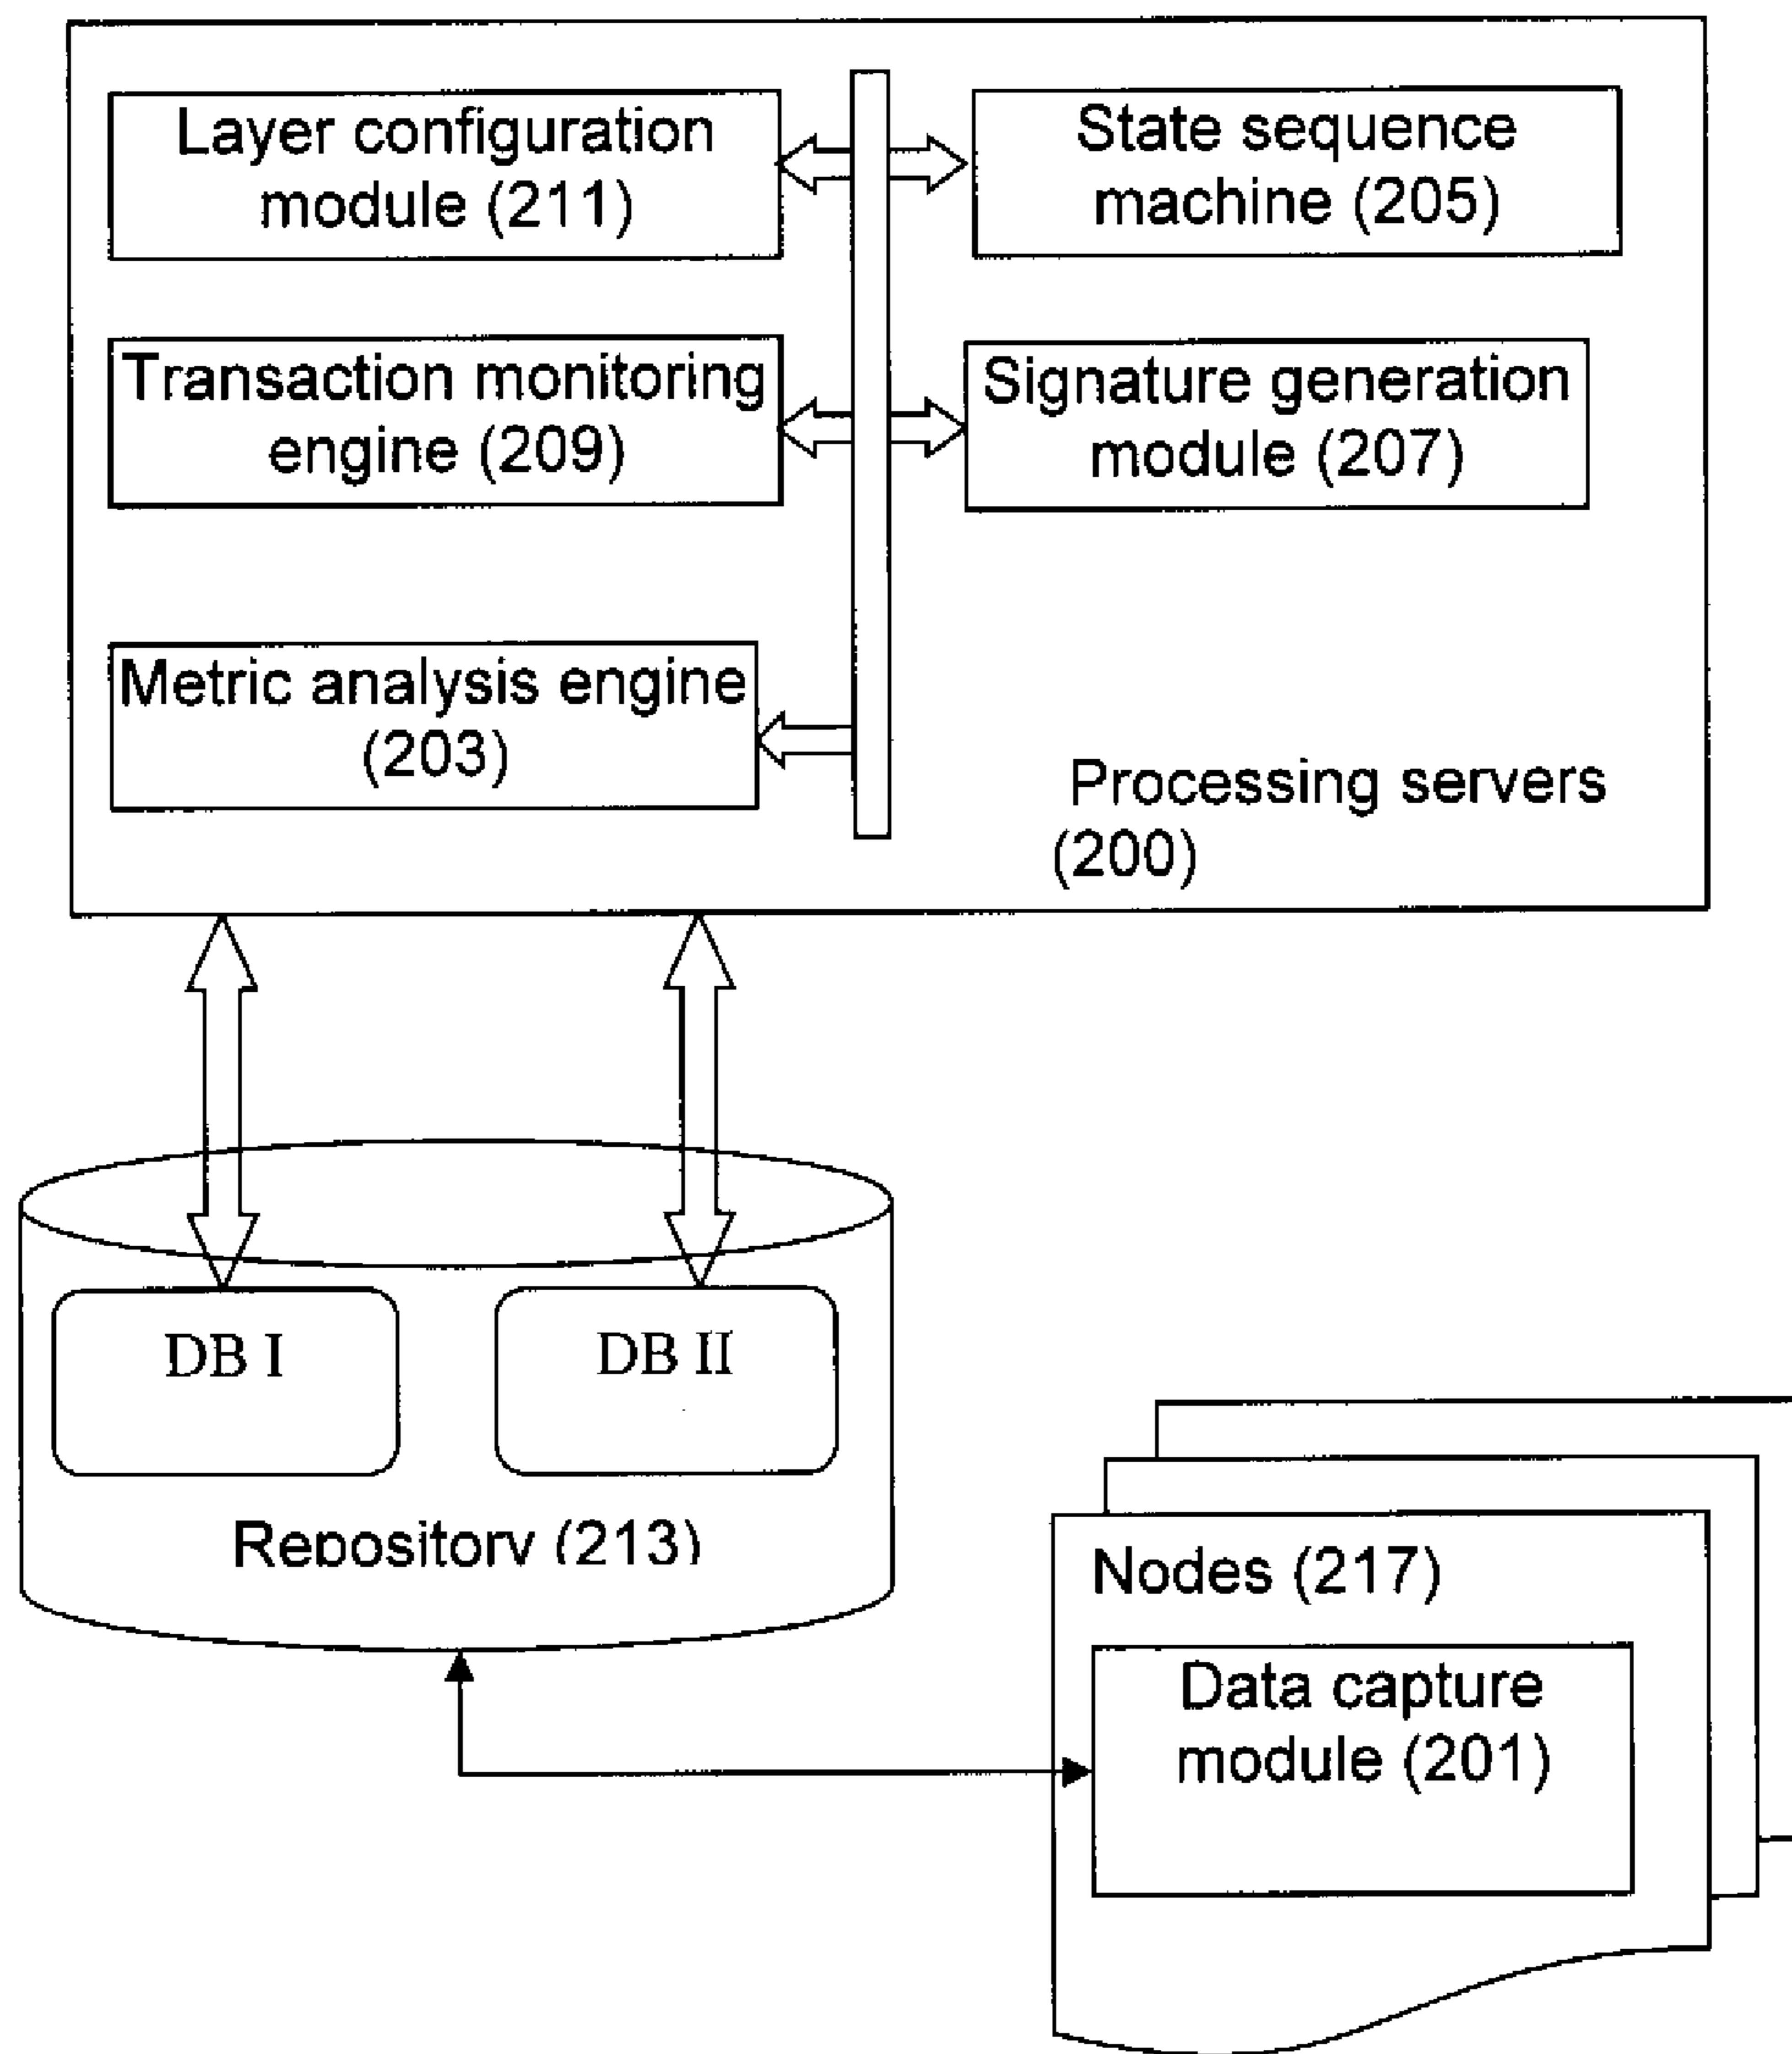 Layer configuration
module (211)
State sequence
machine (205)
Transaction monitoring
engine (209)
Signature generation
module (207)
Metric analysis engine
(203)
Processing servers
(200)
DB I
DB II
Repository (213)
Nodes (217)
Data capture
module (201)